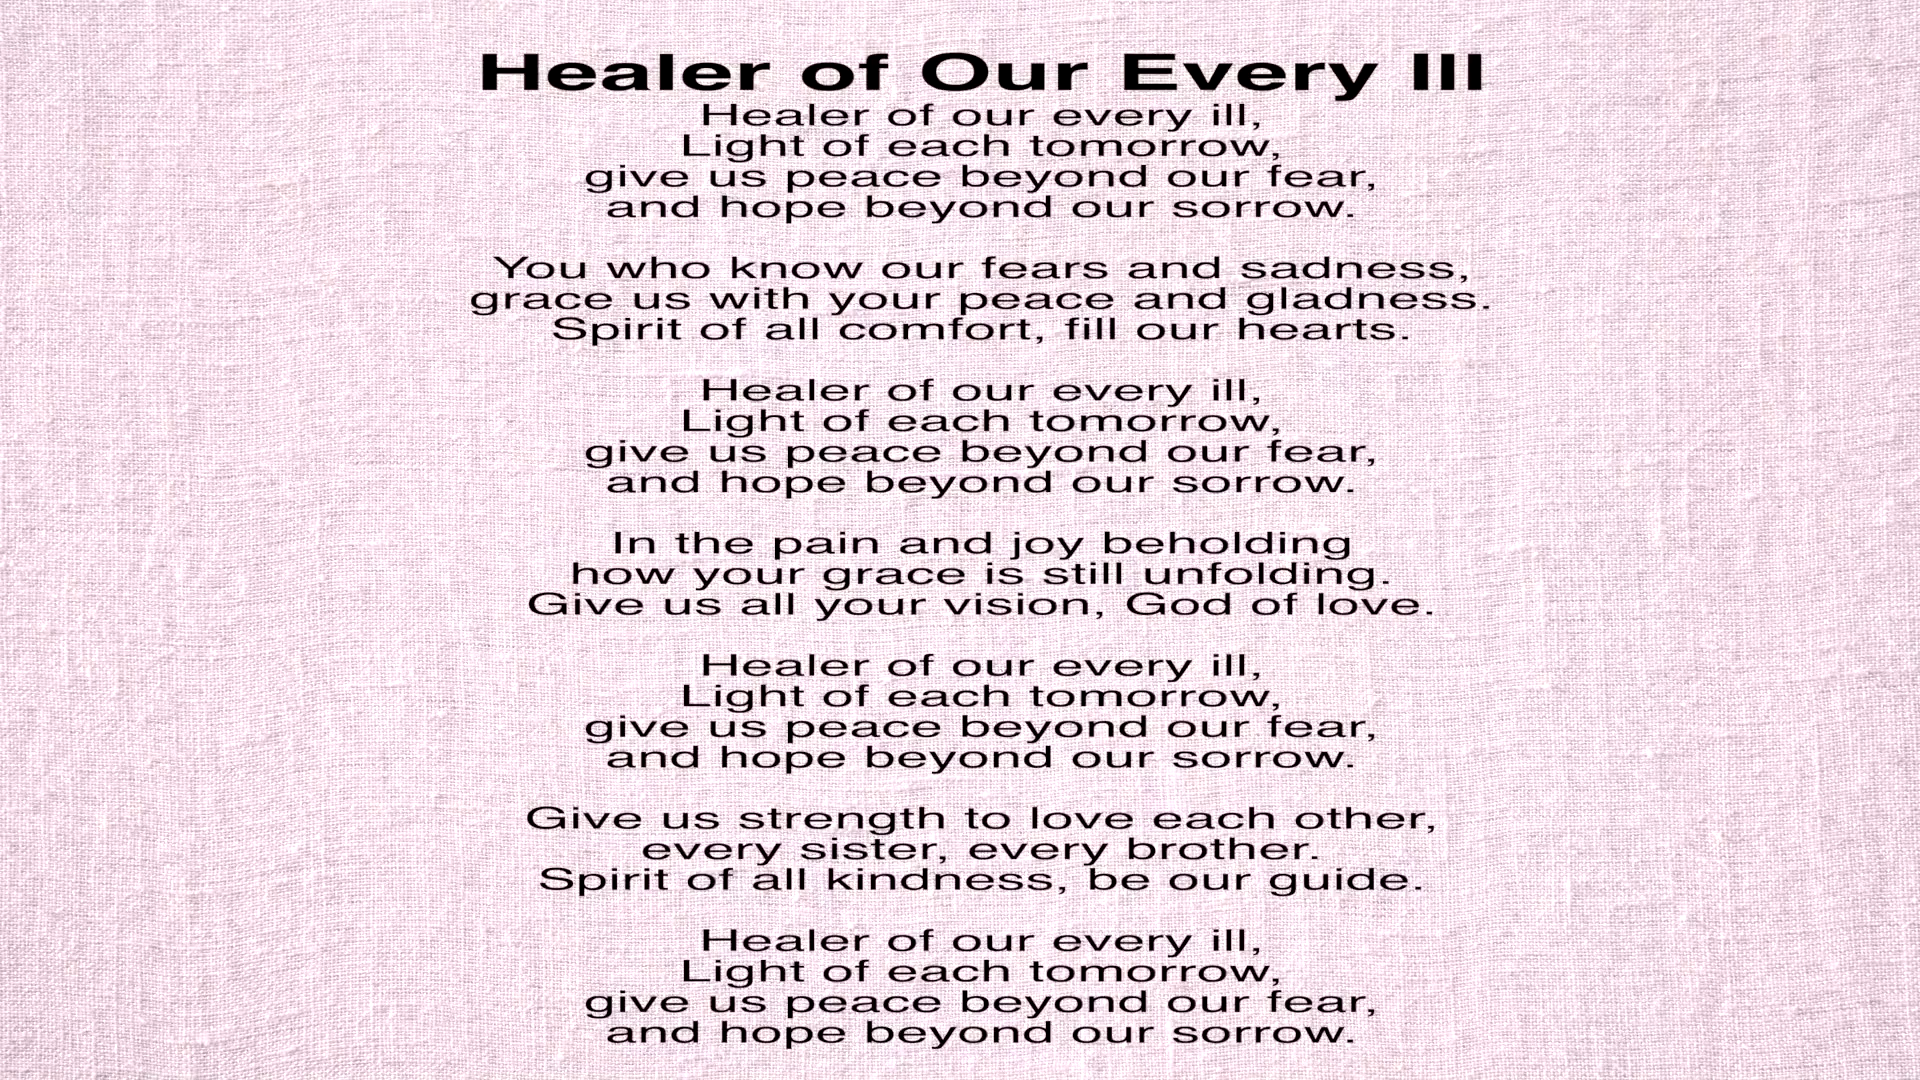 Healer of Our Every Ill
Healer of our every ill,
Light of each tomorrow,
give us peace beyond our fear,
and hope beyond our sorrow.
You who know our fears and sadness,
grace us with your peace and gladness.
Spirit of all comfort, fill our hearts.
Healer of our every ill,
Light of each tomorrow,
give us peace beyond our fear,
and hope beyond our sorrow.
In the pain and joy beholding
how your grace is still unfolding.
Give us all your vision, God of love.
Healer of our every ill,
Light of each tomorrow,
give us peace beyond our fear,
and hope beyond our sorrow.
Give us strength to love each other,
every sister, every brother.
Spirit of all kindness, be our guide.
Healer of our every ill,
Light of each tomorrow,
give us peace beyond our fear,
and hope beyond our sorrow.